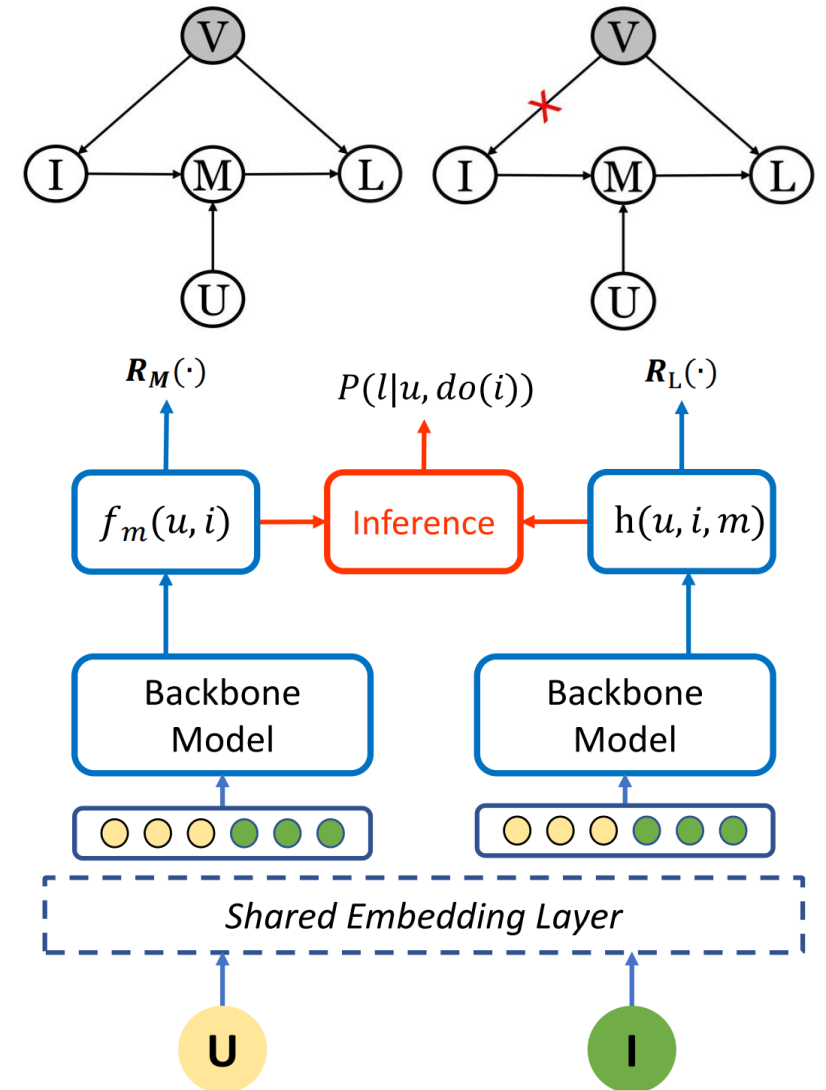 V
V
I
M
L
I
M
L
U
U
R_M(·)
P(l|u, do(i))
R_L(·)
f_m(u, i)
Inference
h(u, i, m)
Backbone
Model
Backbone
Model
Shared Embedding Layer
U
I